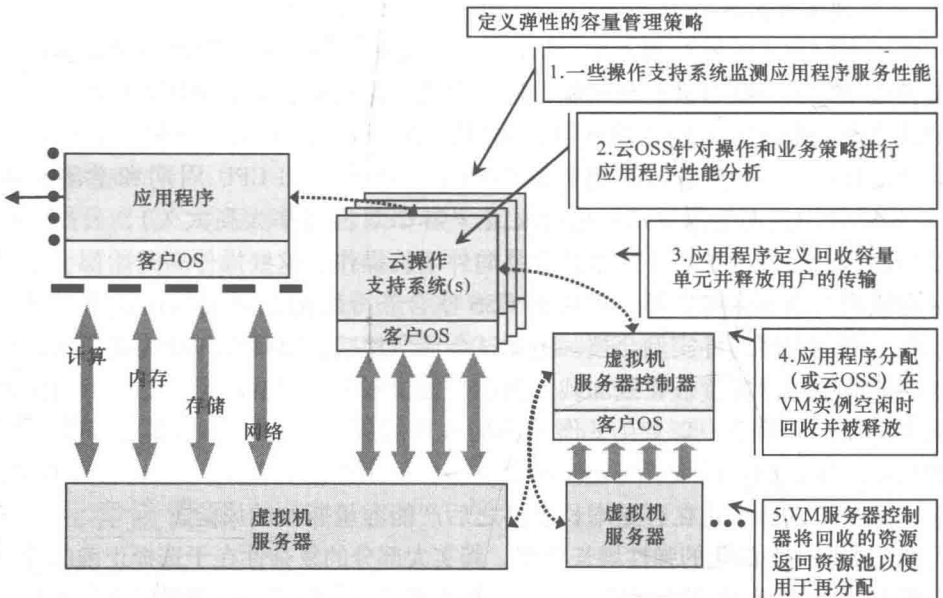 定义弹性的容量管理策略
1.一些操作支持系统监测应用程序服务性能
2.云OSS针对操作和业务策略进行
应用程序性能分析
3.应用程序定义回收容量
单元并释放用户的传输
4.应用程序分配
（或云OSS）在
VM实例空闲时
回收并被释放
5.VM服务器控制
器将回收的资源
返回资源池以便
用于再分配
应用程序
客户OS
云操作
支持系统(s)
客户OS
虚拟机
服务器控制器
客户OS
计算
内存
存储
网络
虚拟机
服务器
虚拟机
服务器